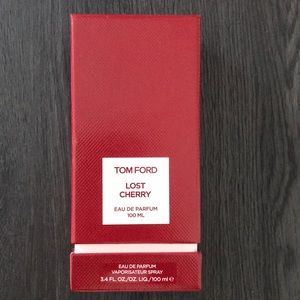 TOM FORD
LOST
CHERRY
EAU DE PARFUM
100 ML
EAU DE PARFUM
VAPORISATEUR SPRAY
3.4 FL.OZ./OZ. LIQ./100 ml ℮